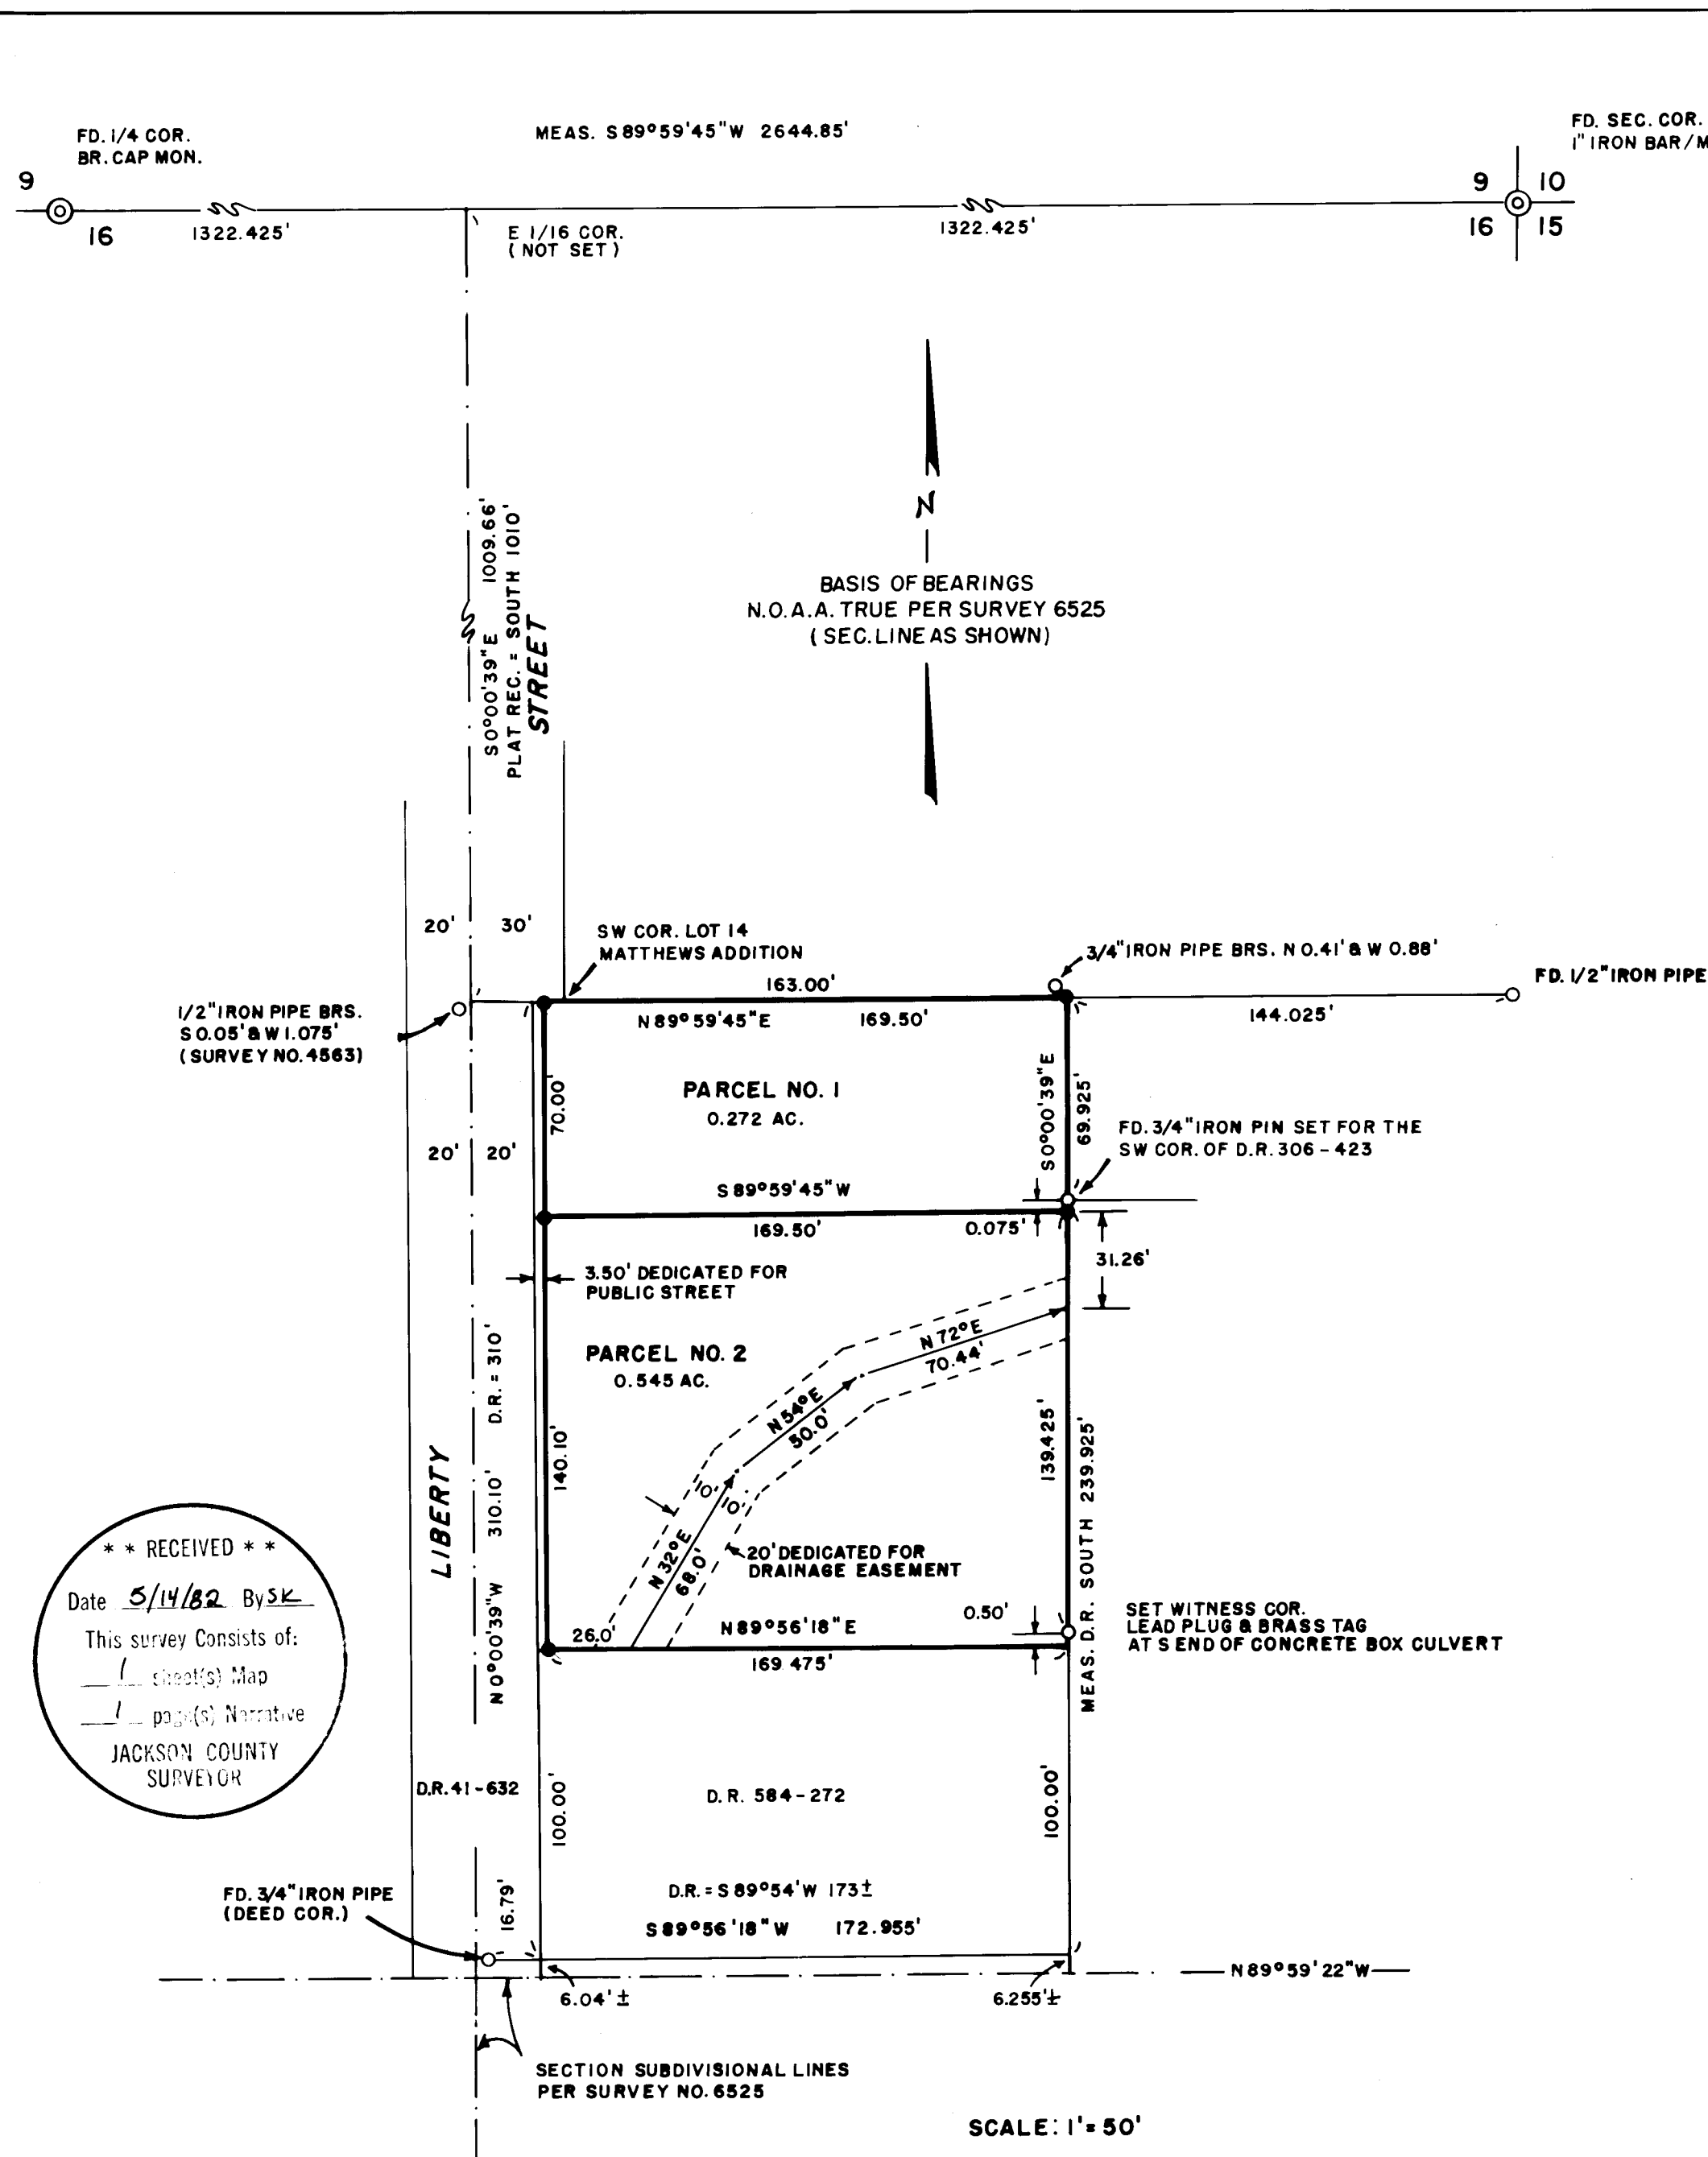 FD. 1/4 COR.
BR. CAP MON.
MEAS. S 89°59'45"W 2644.85'
FD. SEC. COR.
1" IRON BAR/M
9
16
1322.425'
E 1/16 COR.
(NOT SET)
1322.425'
9 10
16 15
S0°00'39"E 1009.66'
PLAT REC. = SOUTH 1010'
STREET
N
BASIS OF BEARINGS
N.O.A.A. TRUE PER SURVEY 6525
(SEC. LINE AS SHOWN)
20' 30'
SW COR. LOT 14
MATTHEWS ADDITION
3/4" IRON PIPE BRS. N 0.41' & W 0.88'
FD. 1/2" IRON PIPE
163.00'
N 89°59'45"E 169.50'
144.025'
1/2" IRON PIPE BRS.
S 0.05' & W 1.075'
(SURVEY NO. 4563)
70.00'
PARCEL NO. 1
0.272 AC.
S0°00'39"E
69.925'
FD. 3/4" IRON PIN SET FOR THE
SW COR. OF D.R. 306-423
20' 20'
S 89°59'45"W
169.50'
0.075'
31.26'
3.50' DEDICATED FOR
PUBLIC STREET
PARCEL NO. 2
0.545 AC.
N 72°E
70.44'
N 54°E
50.0'
10'
10'
N 32°E
68.0'
20' DEDICATED FOR
DRAINAGE EASEMENT
140.10'
139.425'
MEAS. D.R. SOUTH 239.925'
LIBERTY
N 0°00'39"W 310.10' D.R. = 310'
26.0'
N 89°56'18"E
169.475'
0.50'
SET WITNESS COR.
LEAD PLUG & BRASS TAG
AT S END OF CONCRETE BOX CULVERT
* * RECEIVED * *
Date 5/14/82 By SK
This survey Consists of:
1 sheet(s) Map
1 page(s) Narrative
JACKSON COUNTY
SURVEYOR
D.R. 41-632
100.00'
D.R. 584-272
100.00'
FD. 3/4" IRON PIPE
(DEED COR.)
16.79'
D.R. = S 89°54'W 173±
S 89°56'18"W 172.955'
N 89°59'22"W
6.04'±
6.255'±
SECTION SUBDIVISIONAL LINES
PER SURVEY NO. 6525
SCALE: 1' = 50'